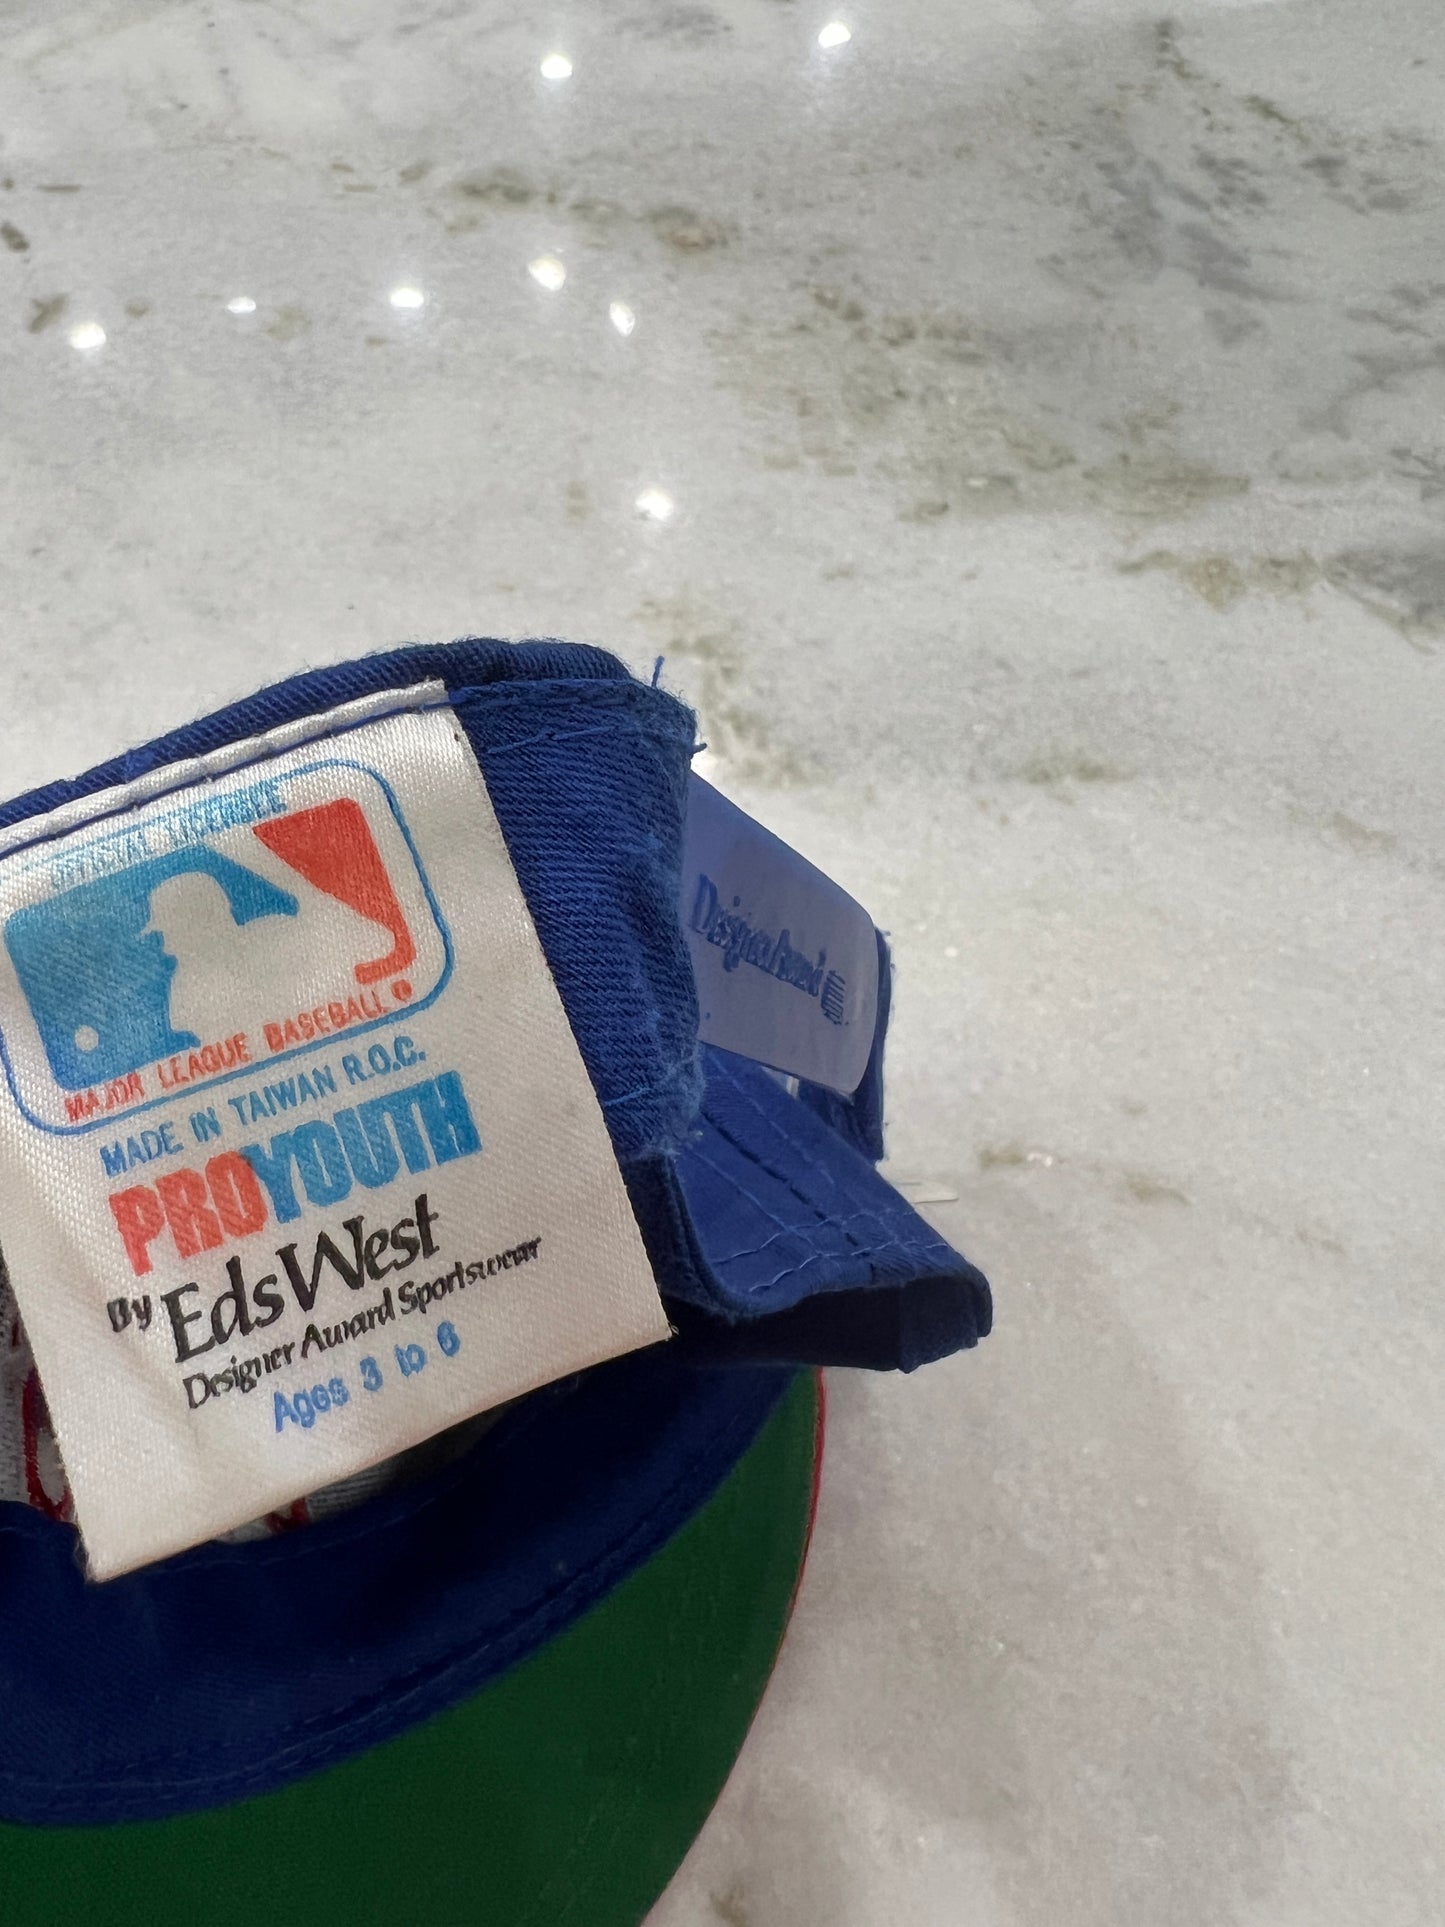 OFFICIAL LICENSEE
MAJOR LEAGUE BASEBALL®
MADE IN TAIWAN R.O.C.
PROYOUTH
By EdsWest
Designer Award Sportswear
Ages 3 to 6